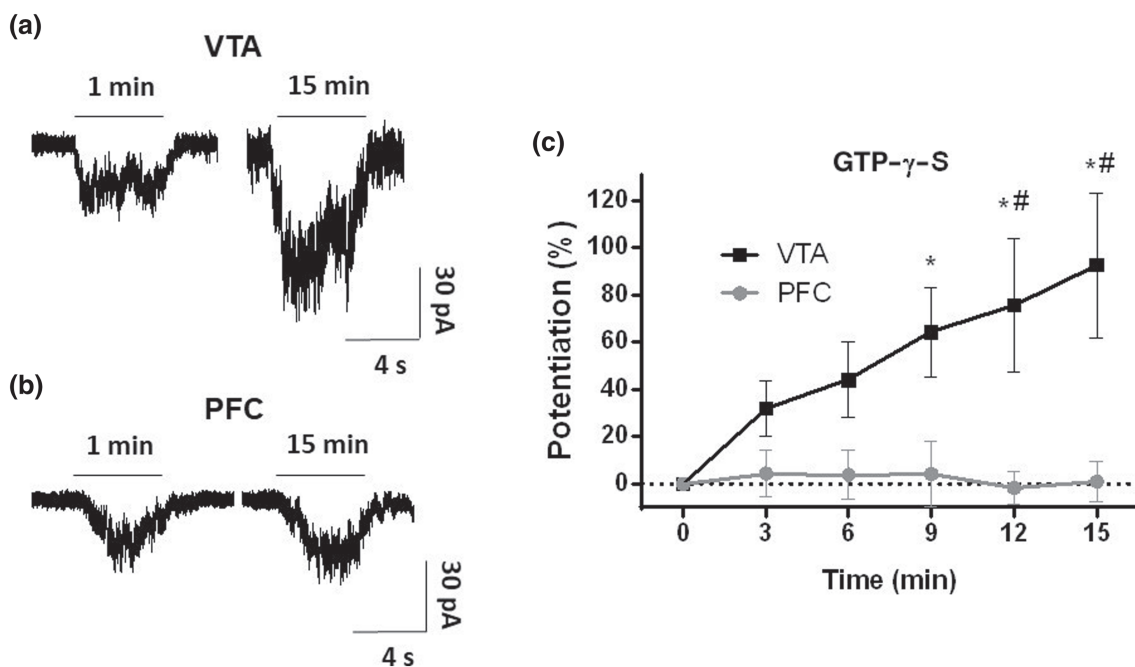 (a)
VTA
1 min 15 min
30 pA
4 s
(b)
PFC
1 min 15 min
30 pA
4 s
(c)
GTP-γ-S
Potentiation (%)
120
100
80
60
40
20
0
VTA
PFC
*
*#
*#
0 3 6 9 12 15
Time (min)